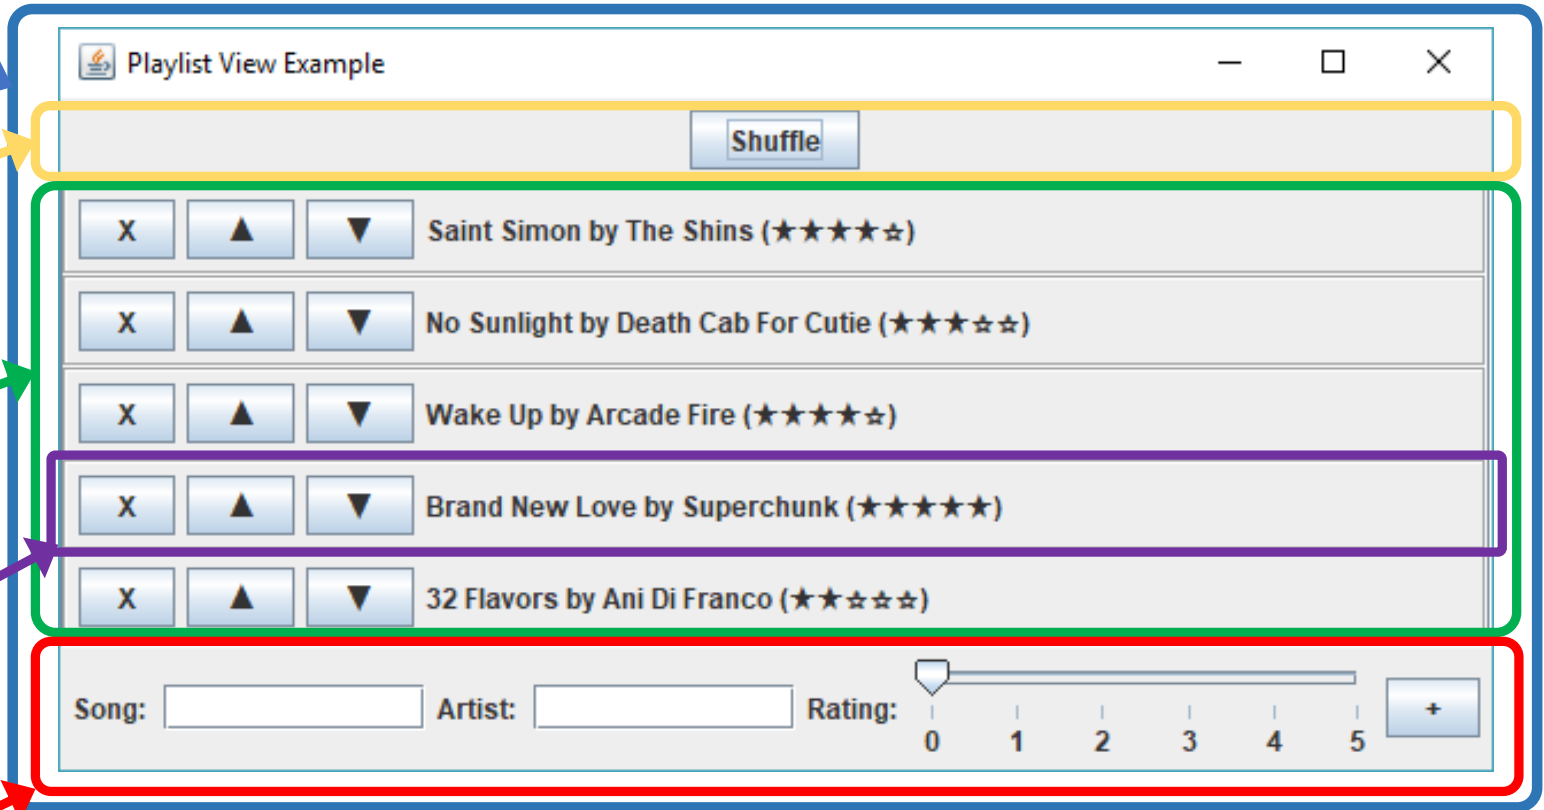 Playlist View Example
Shuffle
X ▲ ▼ Saint Simon by The Shins (★★★★☆)
X ▲ ▼ No Sunlight by Death Cab For Cutie (★★★☆☆)
X ▲ ▼ Wake Up by Arcade Fire (★★★★☆)
X ▲ ▼ Brand New Love by Superchunk (★★★★★)
X ▲ ▼ 32 Flavors by Ani Di Franco (★★☆☆☆)
Song: Artist: Rating: +
0 1 2 3 4 5